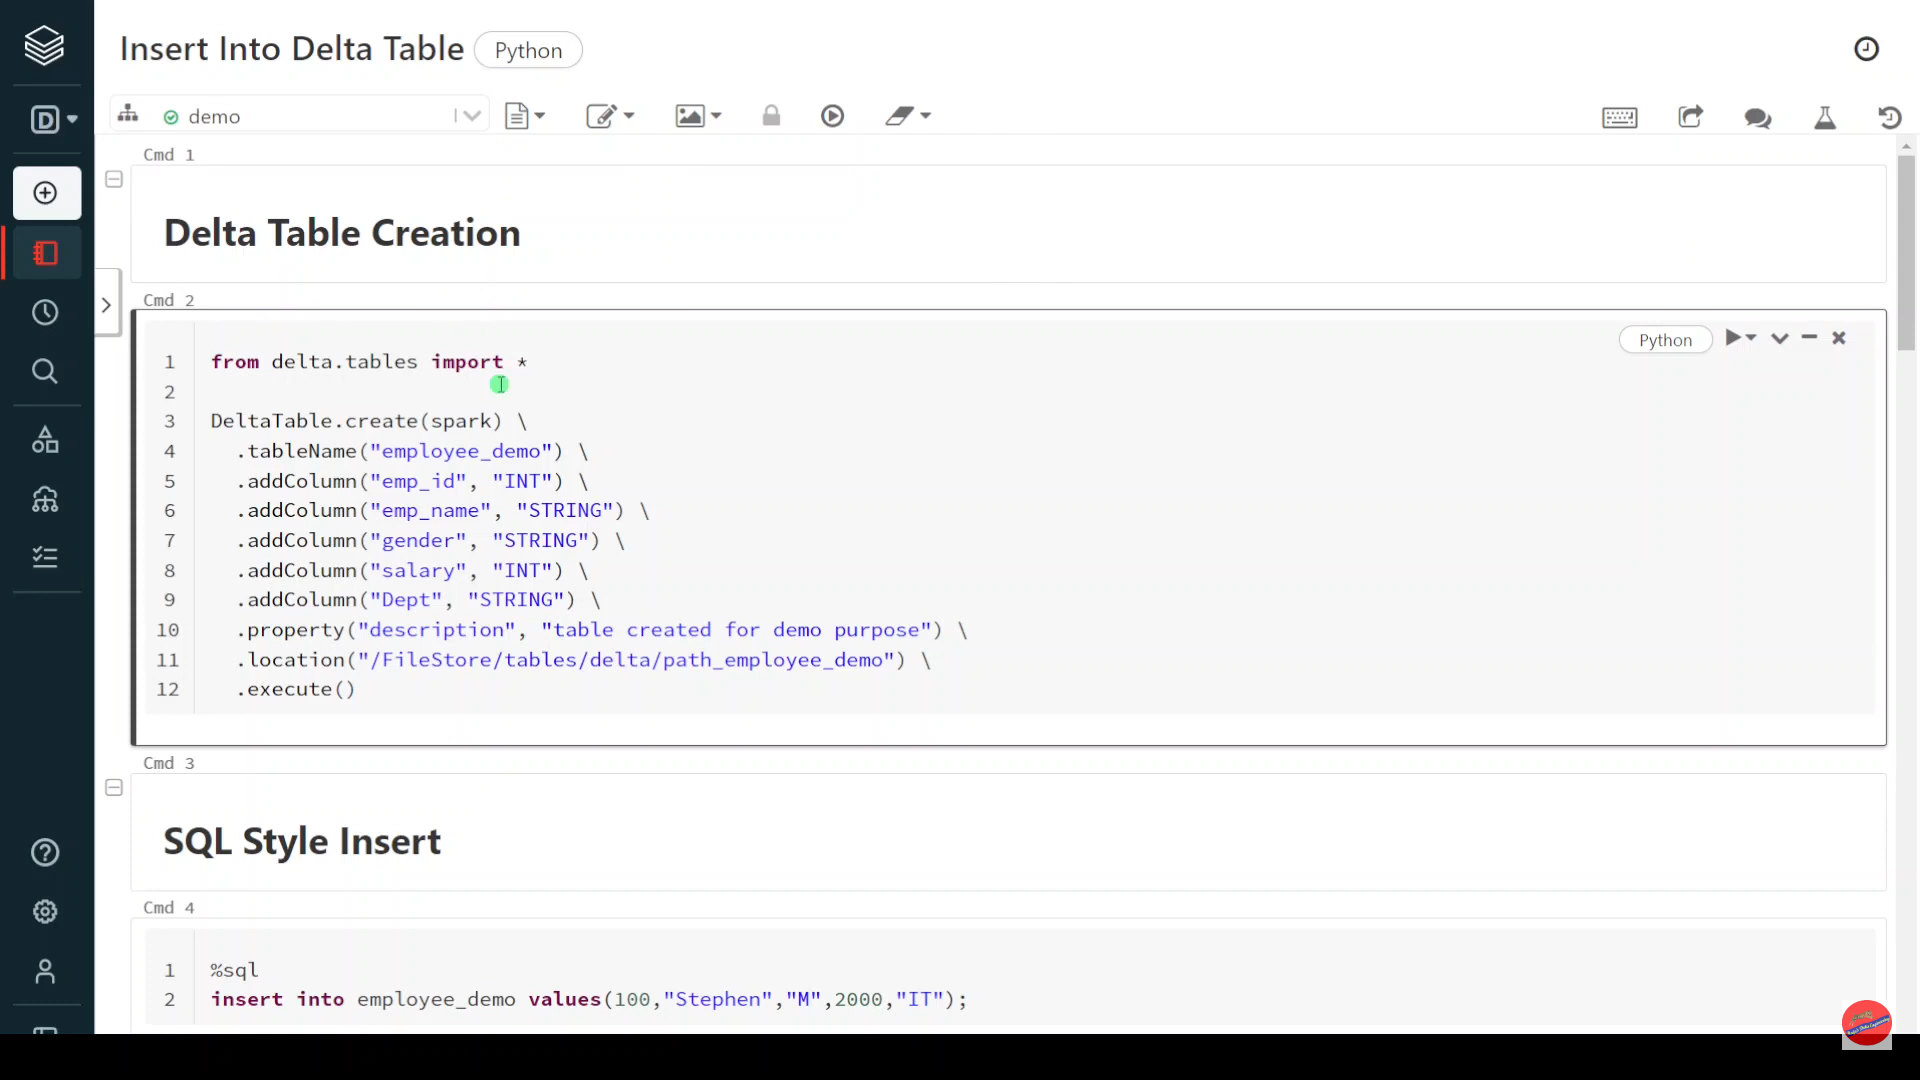 Insert Into Delta Table Python
demo
Cmd 1
Delta Table Creation
Cmd 2
Python
1 from delta.tables import *
2
3 DeltaTable.create(spark) \
4 .tableName("employee_demo") \
5 .addColumn("emp_id", "INT") \
6 .addColumn("emp_name", "STRING") \
7 .addColumn("gender", "STRING") \
8 .addColumn("salary", "INT") \
9 .addColumn("Dept", "STRING") \
10 .property("description", "table created for demo purpose") \
11 .location("/FileStore/tables/delta/path_employee_demo") \
12 .execute()
Cmd 3
SQL Style Insert
Cmd 4
1 %sql
2 insert into employee_demo values(100,"Stephen","M",2000,"IT");